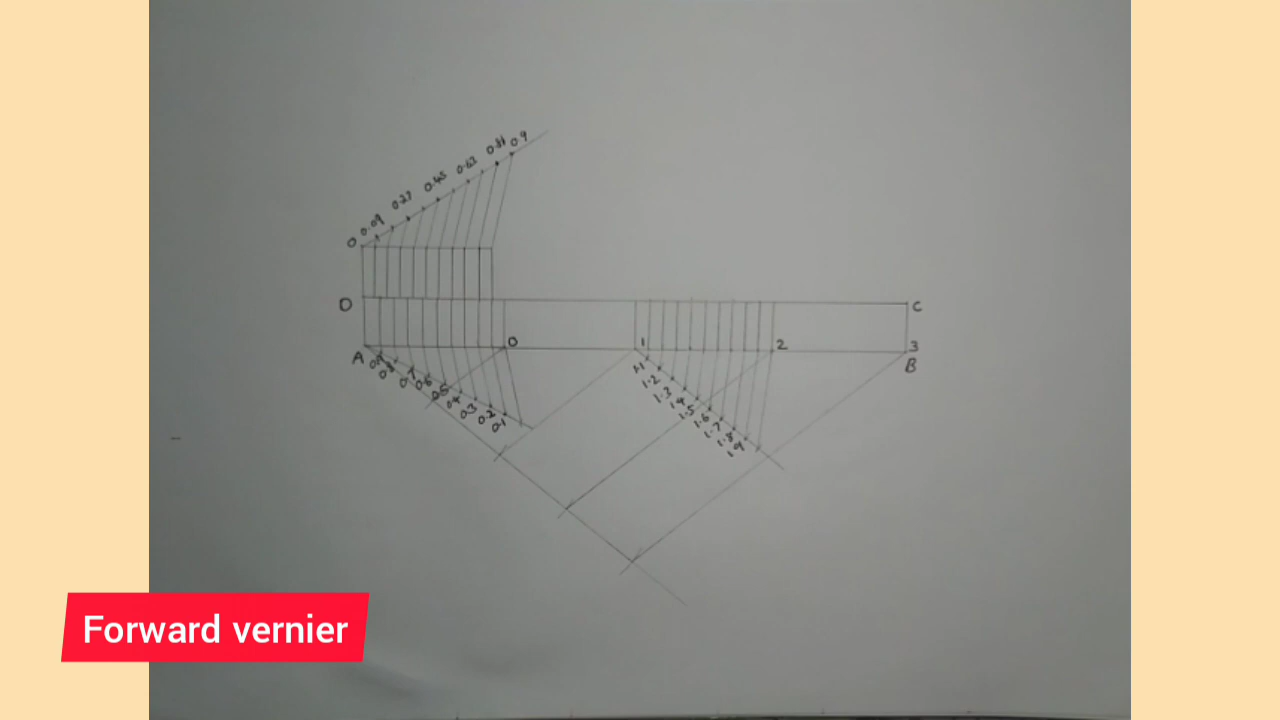 0 0.09 0.27 0.45 0.63 0.81 0.9
D C
A 0 1 2 3
B
0.9 0.8 0.7 0.6 0.5 0.4 0.3 0.2 0.1
1.1 1.2 1.3 1.4 1.5 1.6 1.7 1.8 1.9
Forward vernier